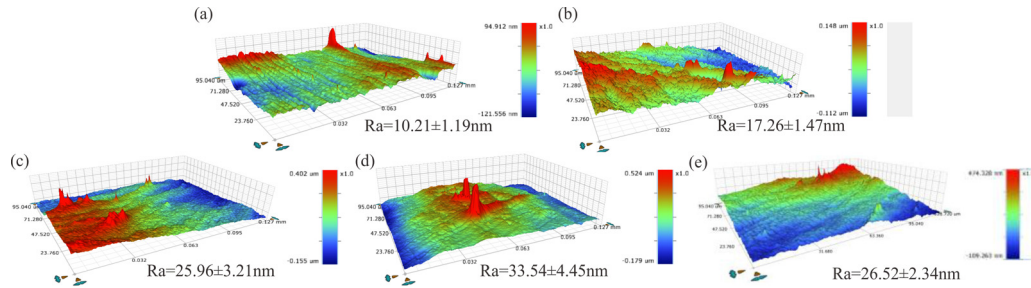 (a)
94.912 nm
x1.0
-121.556 nm
95.040 um
71.280
47.520
23.760
0.032
0.063
0.095
0.127 mm
Ra=10.21±1.19nm
(b)
0.148 um
x1.0
-0.112 um
95.040 um
71.280
47.520
23.760
0.032
0.063
0.095
0.127 mm
Ra=17.26±1.47nm
(c)
0.402 um
x1.0
-0.155 um
95.040 um
71.280
47.520
23.760
0.032
0.063
0.095
0.127 mm
Ra=25.96±3.21nm
(d)
0.524 um
x1.0
-0.179 um
95.040 um
71.280
47.520
23.760
0.032
0.063
0.095
0.127 mm
Ra=33.54±4.45nm
(e)
474.328 nm
x1.
95.040 um
71.280
47.520
23.760
95.040
Ra=26.52±2.34nm